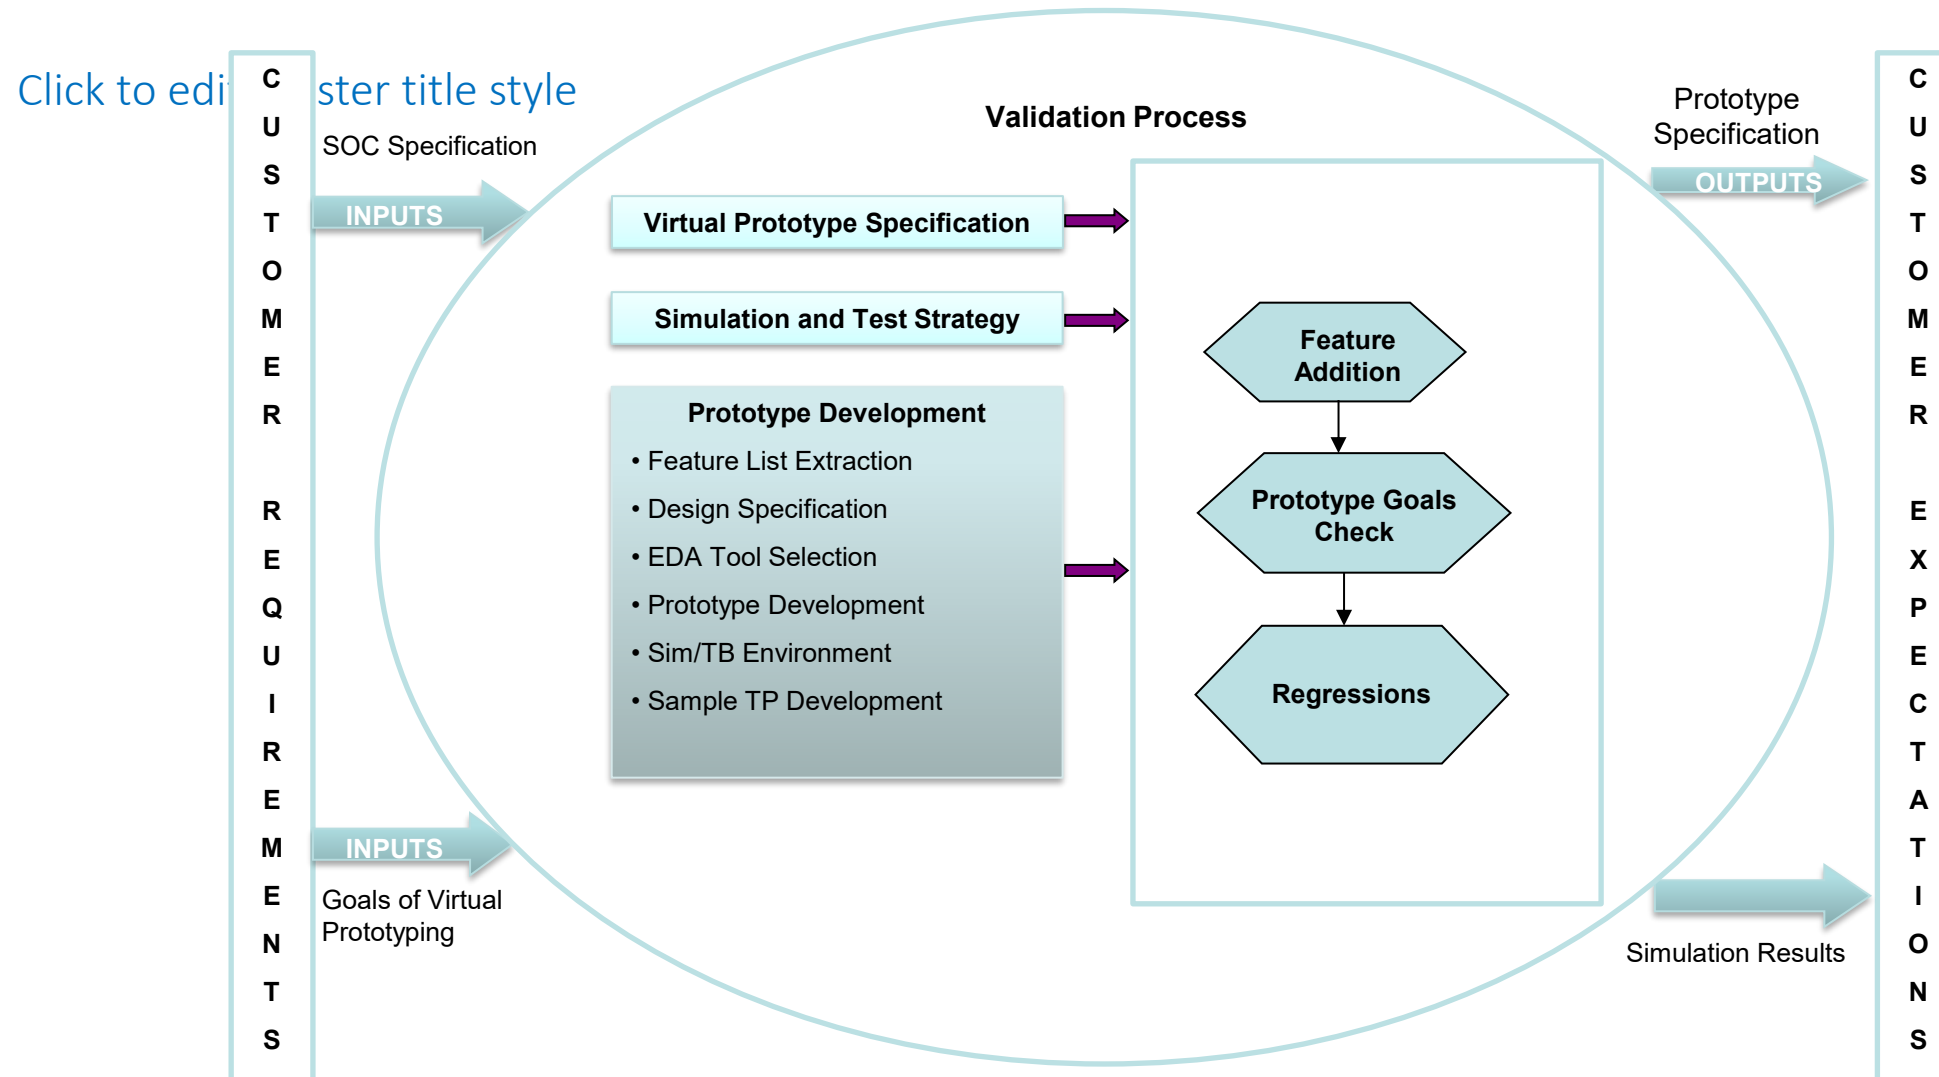 Click to edi ster title style
CUSTOMER REQUIREMENTS
SOC Specification
INPUTS
INPUTS
Goals of Virtual
Prototyping
Validation Process
Virtual Prototype Specification
Simulation and Test Strategy
Prototype Development
• Feature List Extraction
• Design Specification
• EDA Tool Selection
• Prototype Development
• Sim/TB Environment
• Sample TP Development
Feature
Addition
Prototype Goals
Check
Regressions
Prototype
Specification
OUTPUTS
Simulation Results
CUSTOMER EXPECTATIONS